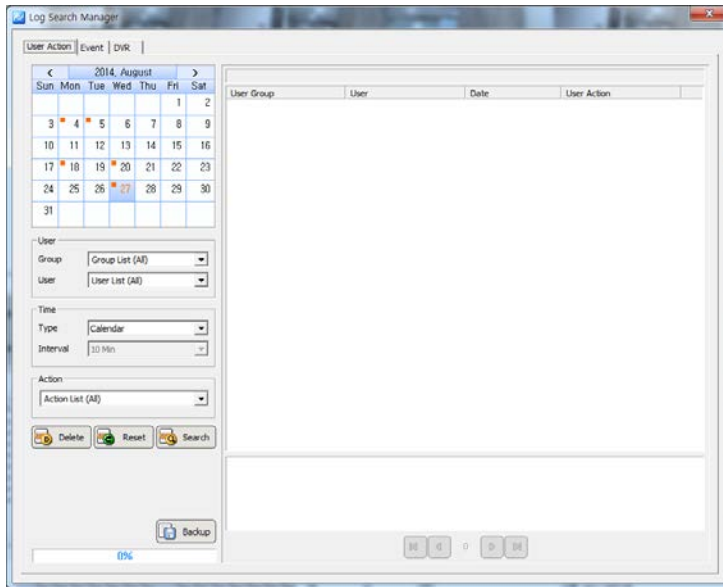 Log Search Manager
User Action Event DVR
< 2014, August >
Sun Mon Tue Wed Thu Fri Sat
1 2
3 4 5 6 7 8 9
10 11 12 13 14 15 16
17 18 19 20 21 22 23
24 25 26 27 28 29 30
31
User Group User Date User Action
User
Group Group List (All)
User User List (All)
Time
Type Calendar
Interval 10 Min
Action
Action List (All)
Delete Reset Search
Backup
0%
0